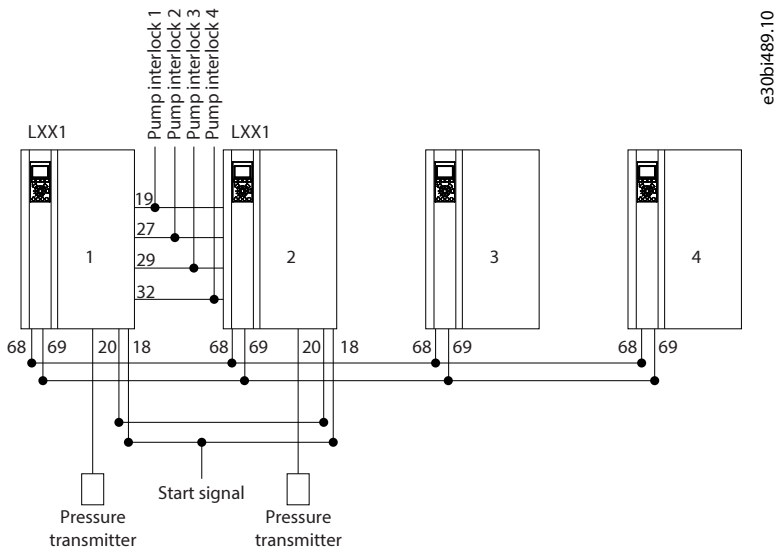 Pump interlock 1
Pump interlock 2
Pump interlock 3
Pump interlock 4
e30bi489.10
LXX1
LXX1
19
27
29
32
1
2
3
4
68 69 20 18
68 69 20 18
68 69
68 69
Start signal
Pressure
transmitter
Pressure
transmitter